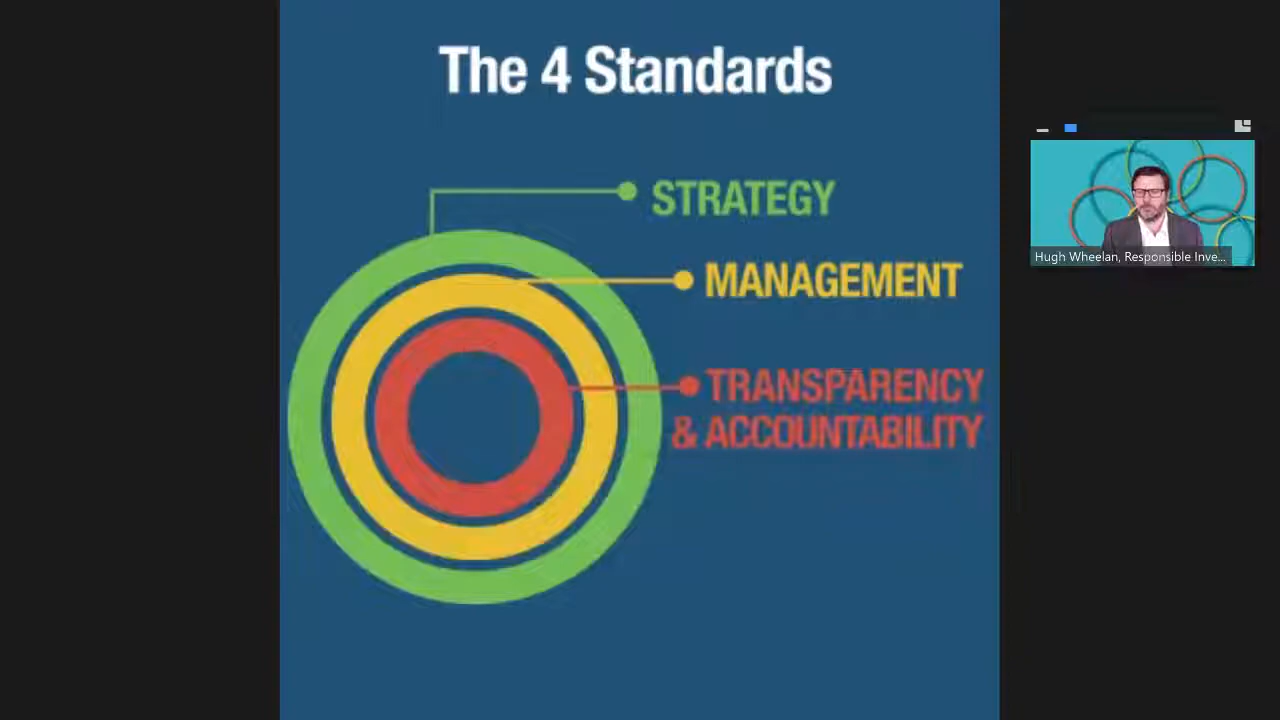 The 4 Standards
STRATEGY
MANAGEMENT
TRANSPARENCY
& ACCOUNTABILITY
Hugh Wheelan, Responsible Inve...